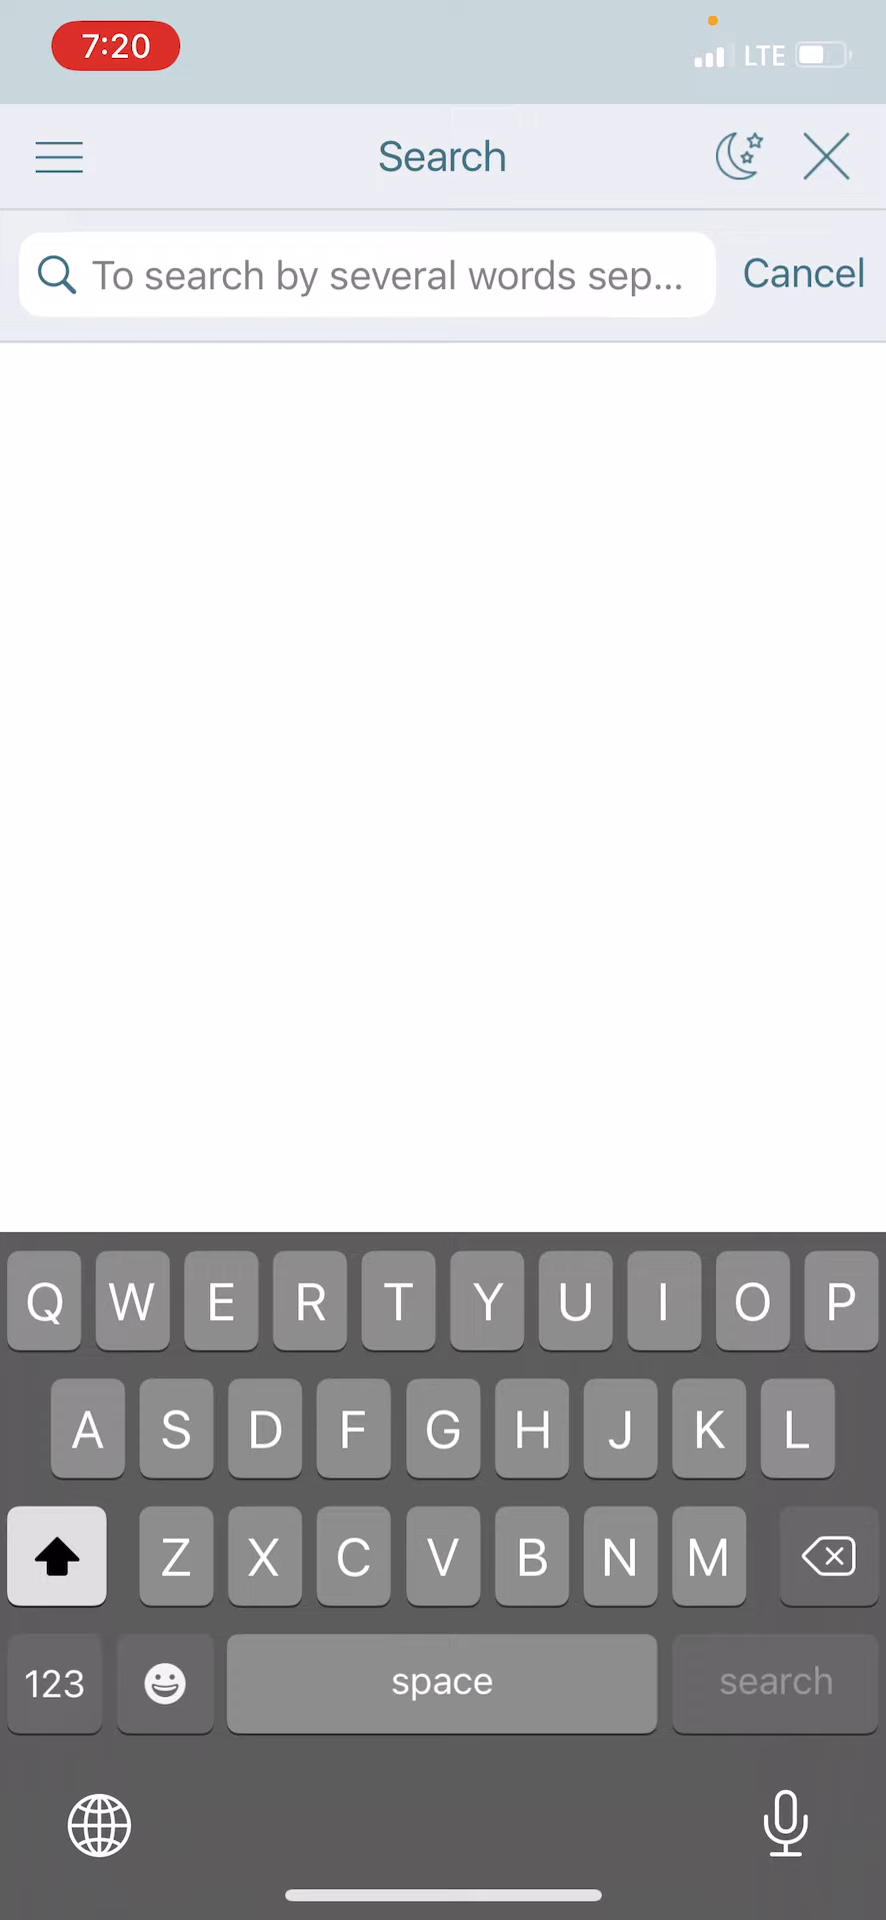 7:20
LTE
Search
To search by several words sep...
Cancel
Q W E R T Y U I O P
A S D F G H J K L
Z X C V B N M
123 space search